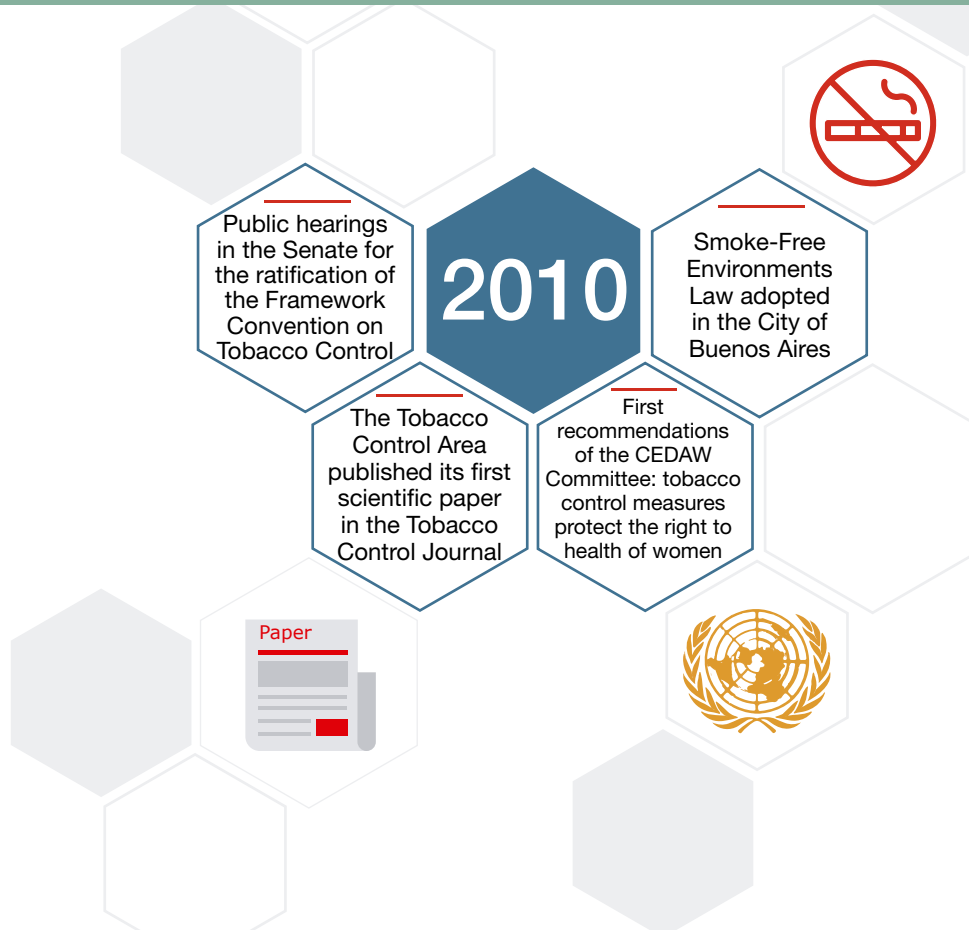 Public hearings
in the Senate for
the ratification of
the Framework
Convention on
Tobacco Control
2010
Smoke-Free
Environments
Law adopted
in the City of
Buenos Aires
The Tobacco
Control Area
published its first
scientific paper
in the Tobacco
Control Journal
First
recommendations
of the CEDAW
Committee: tobacco
control measures
protect the right to
health of women
Paper